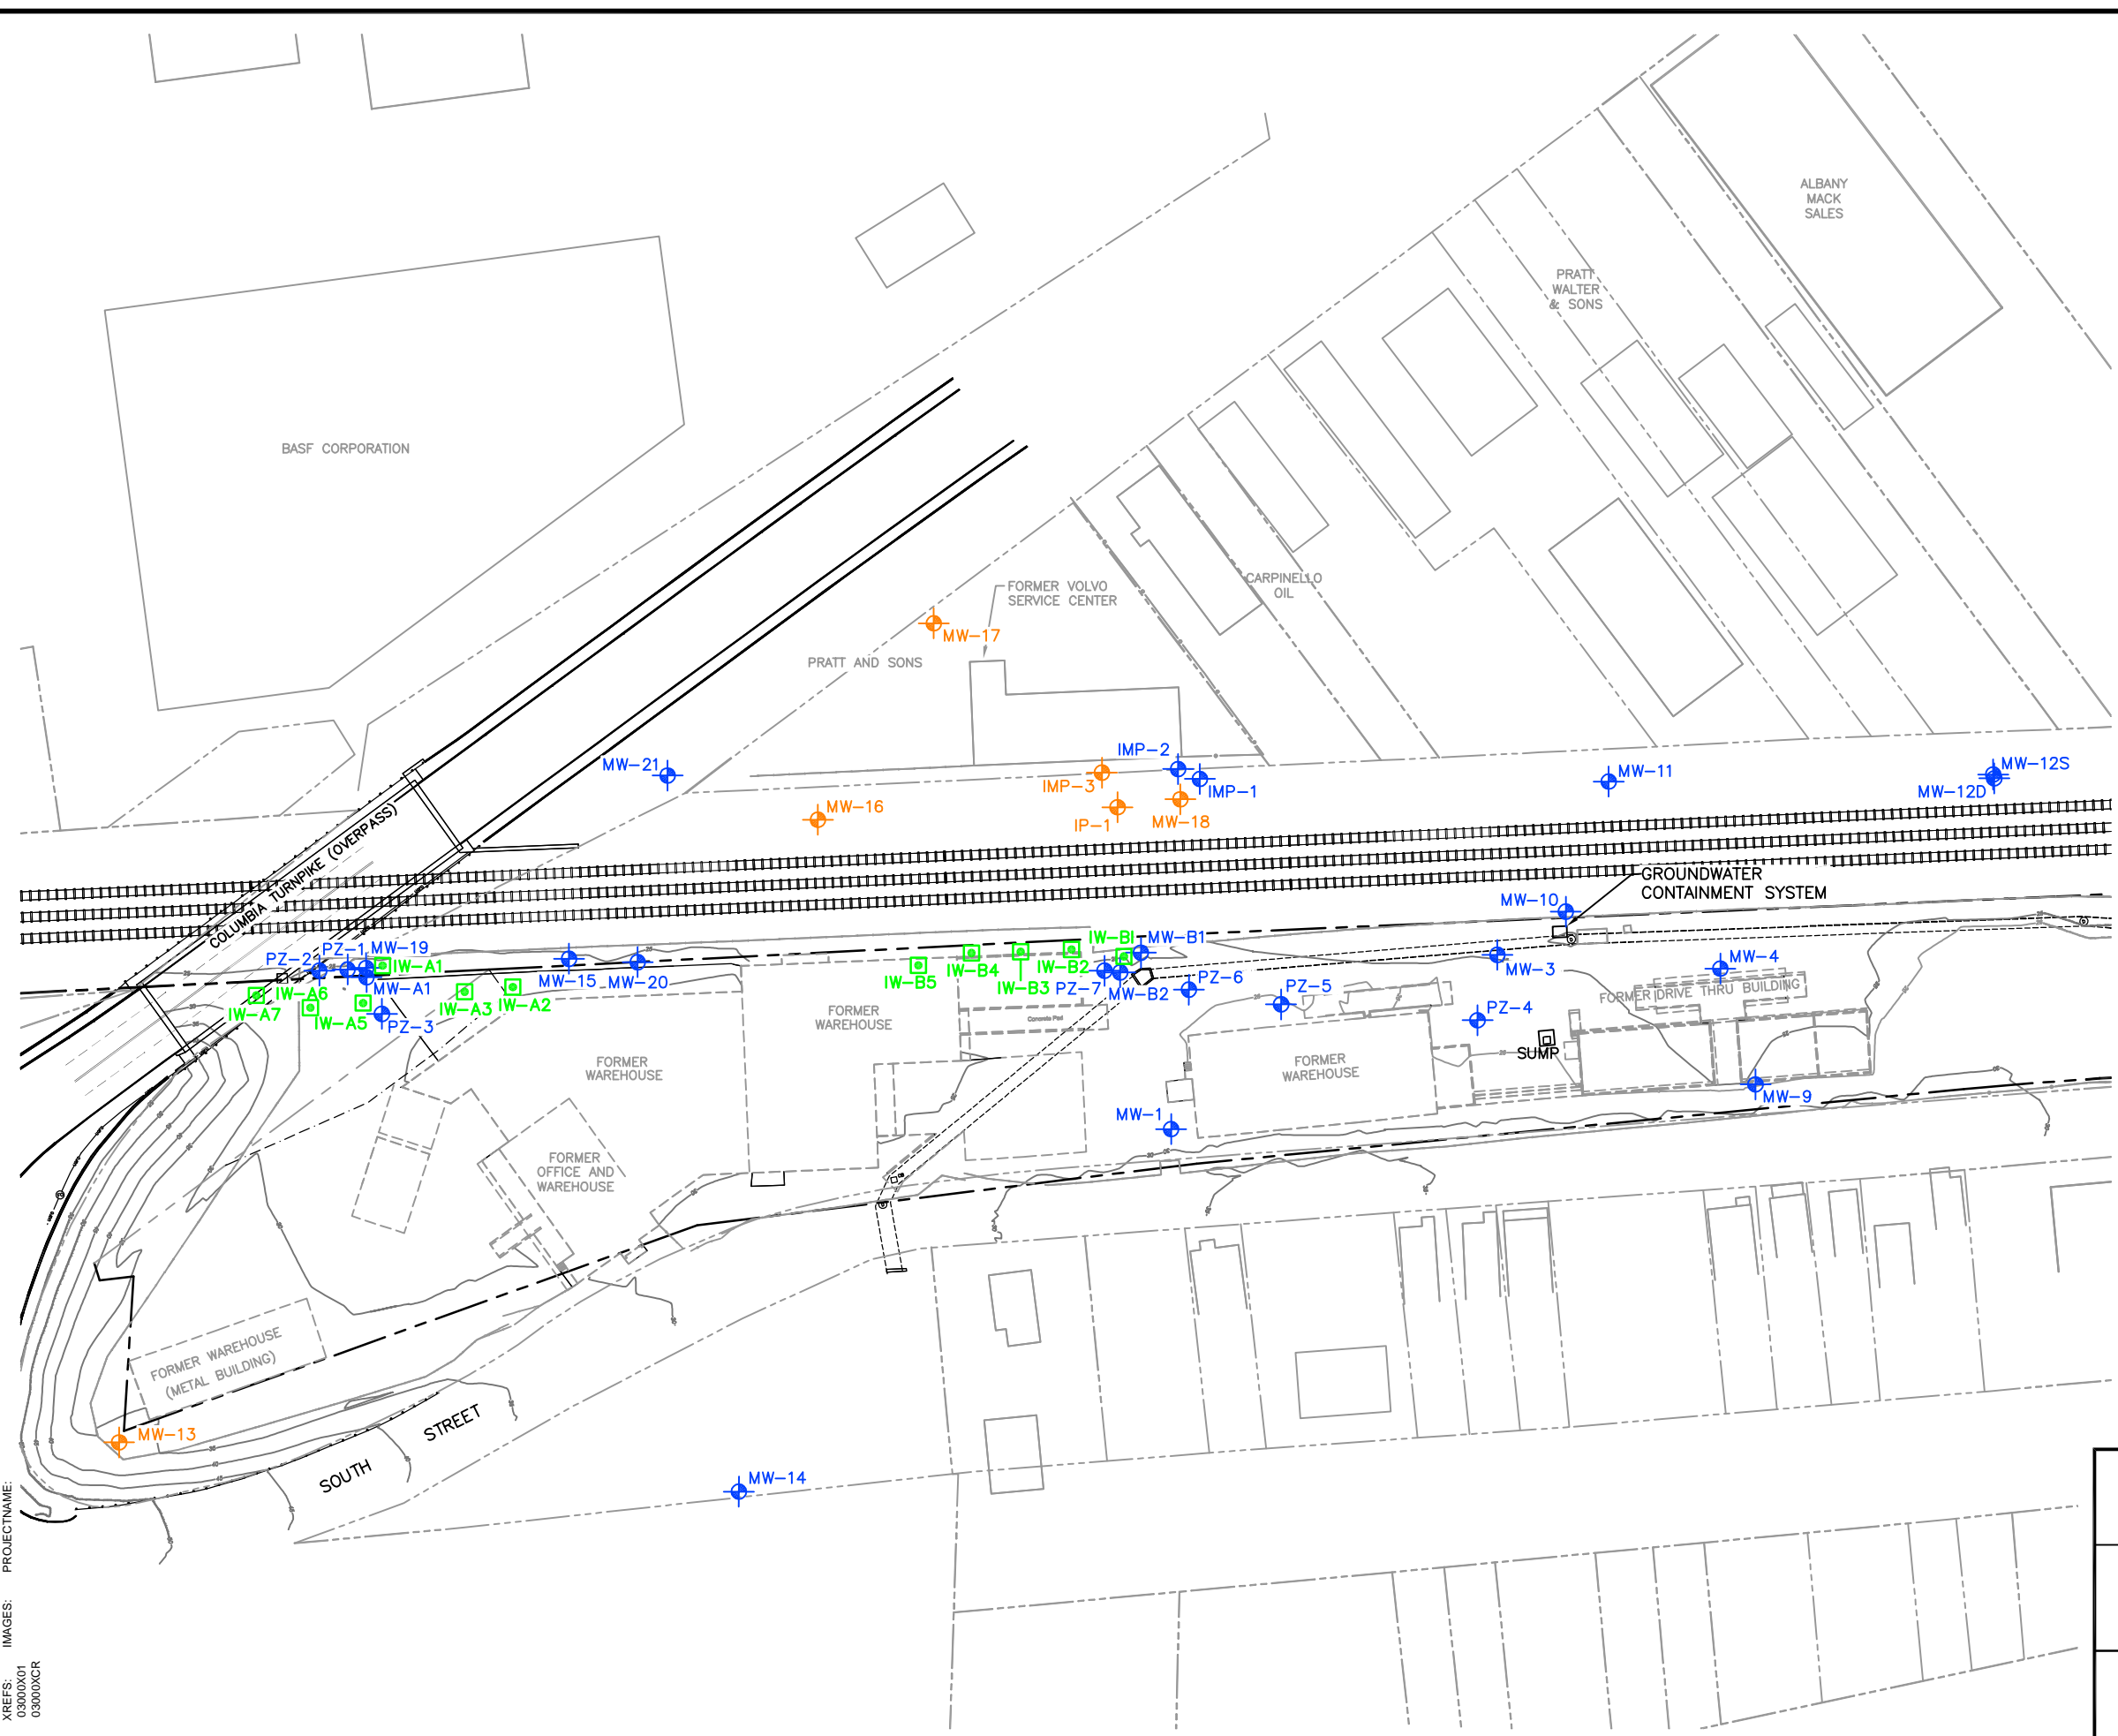 ALBANY
MACK
SALES
PRATT
WALTER
& SONS
BASF CORPORATION
CARPINELLO
OIL
FORMER VOLVO
SERVICE CENTER
MW-17
PRATT AND SONS
IMP-2
MW-21
IMP-3
IMP-1
MW-11
MW-12S
MW-12D
MW-16
IP-1
MW-18
COLUMBIA TURNPIKE (OVERPASS)
GROUNDWATER
CONTAINMENT SYSTEM
MW-10
PZ-2
PZ-1
MW-19
IW-A1
IW-B1
MW-B1
IW-B4
IW-B2
IW-B5
IW-B3
PZ-7
MW-B2
PZ-6
MW-3
MW-4
MW-15
MW-20
MW-A1
IW-A6
IW-A7
IW-A5
IW-A3
IW-A2
PZ-3
PZ-5
PZ-4
FORMER DRIVE THRU BUILDING
FORMER
WAREHOUSE
Concrete Pad
SUMP
FORMER
WAREHOUSE
FORMER
WAREHOUSE
MW-9
MW-1
FORMER
OFFICE AND
WAREHOUSE
FORMER WAREHOUSE
(METAL BUILDING)
MW-13
SOUTH STREET
MW-14
XREFS: IMAGES: PROJECTNAME:
03000X01
03000XCR